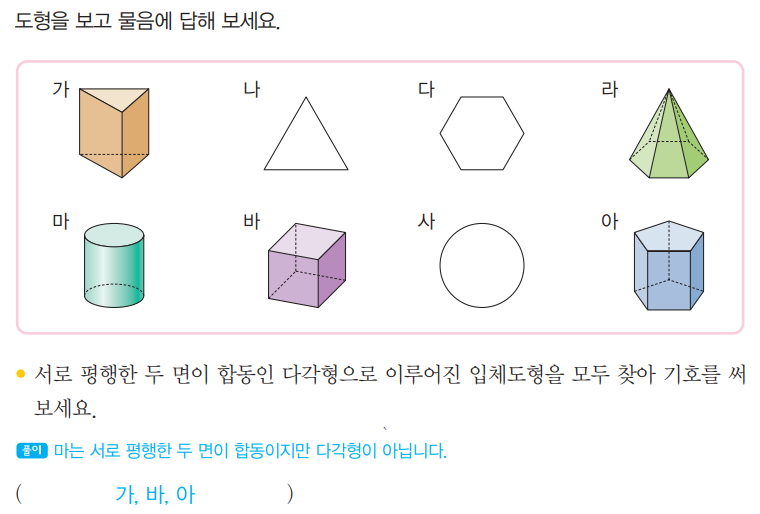 도형을 보고 물음에 답해 보세요.
가 나 다 라
마 바 사 아
서로 평행한 두 면이 합동인 다각형으로 이루어진 입체도형을 모두 찾아 기호를 써
보세요.
풀이 마는 서로 평행한 두 면이 합동이지만 다각형이 아닙니다.
( 가, 바, 아 )